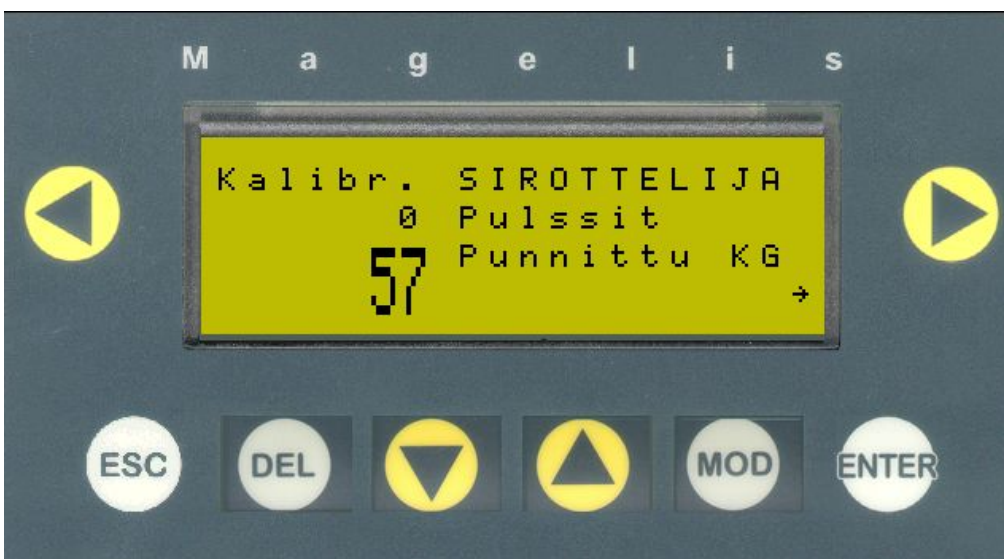 Magelis
Kalibr. SIROTTELIJA
0 Pulssit
57 Punnittu KG
→
ESC DEL MOD ENTER